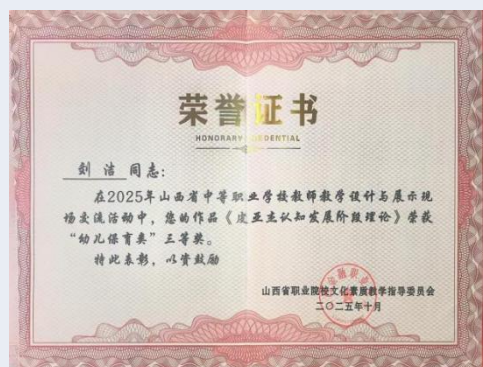 荣誉证书
HONORARY CREDENTIAL
刘洁 同志：
在2025年山西省中等职业学校教师教学设计与展示现
场交流活动中，您的作品《皮亚杰认知发展阶段理论》荣获
“幼儿保育类”三等奖。
特此表彰，以资鼓励
山西省职业院校文化素质教学指导委员会
二〇二五年十月